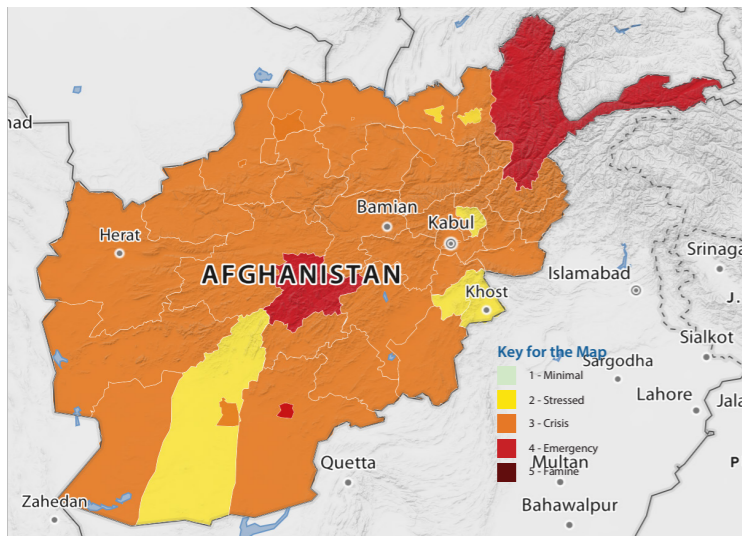 nad
Bamian
Kabul
Herat
AFGHANISTAN
Islamabad
Srinaga
Khost
J.
Key for the Map
Sialkot
1 - Minimal
Sargodha
2 - Stressed
Lahore
Jala
3 - Crisis
4 - Emergency
Quetta
Multan
P
5 - Famine
Zahedan
Bahawalpur